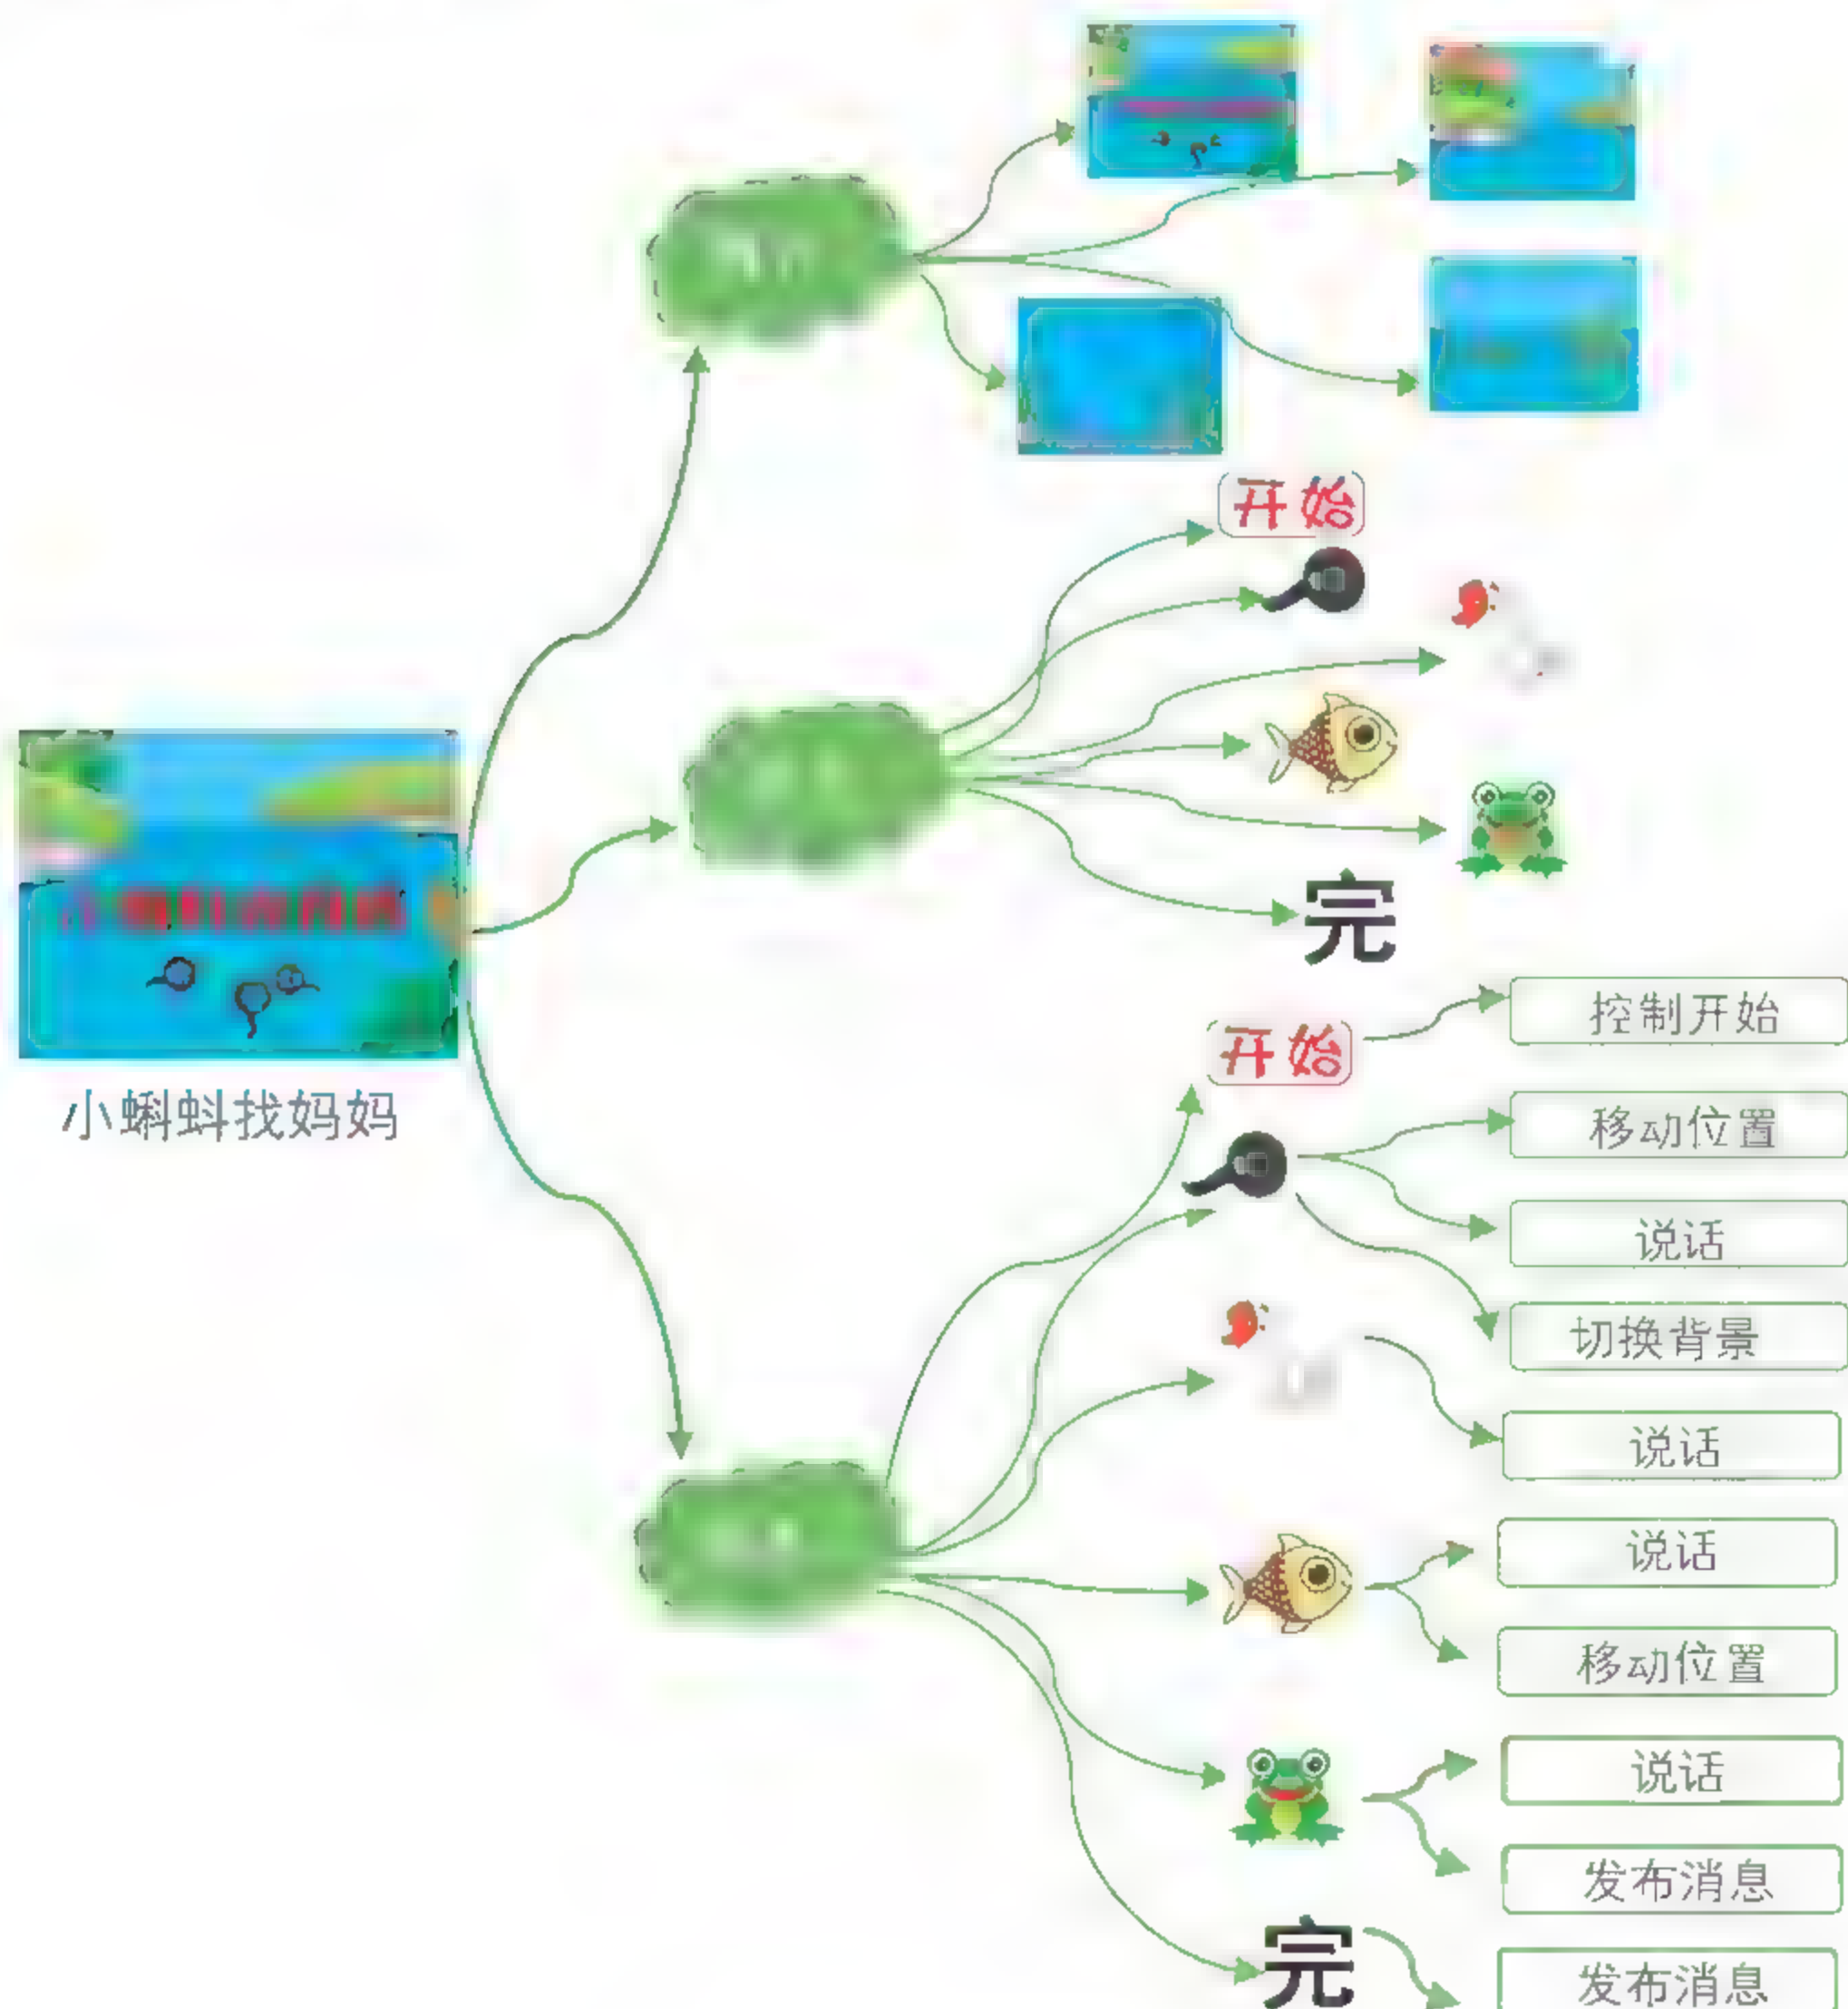 开始
完
小蝌蚪找妈妈
开始
控制开始
移动位置
说话
切换背景
说话
说话
移动位置
说话
发布消息
完
发布消息